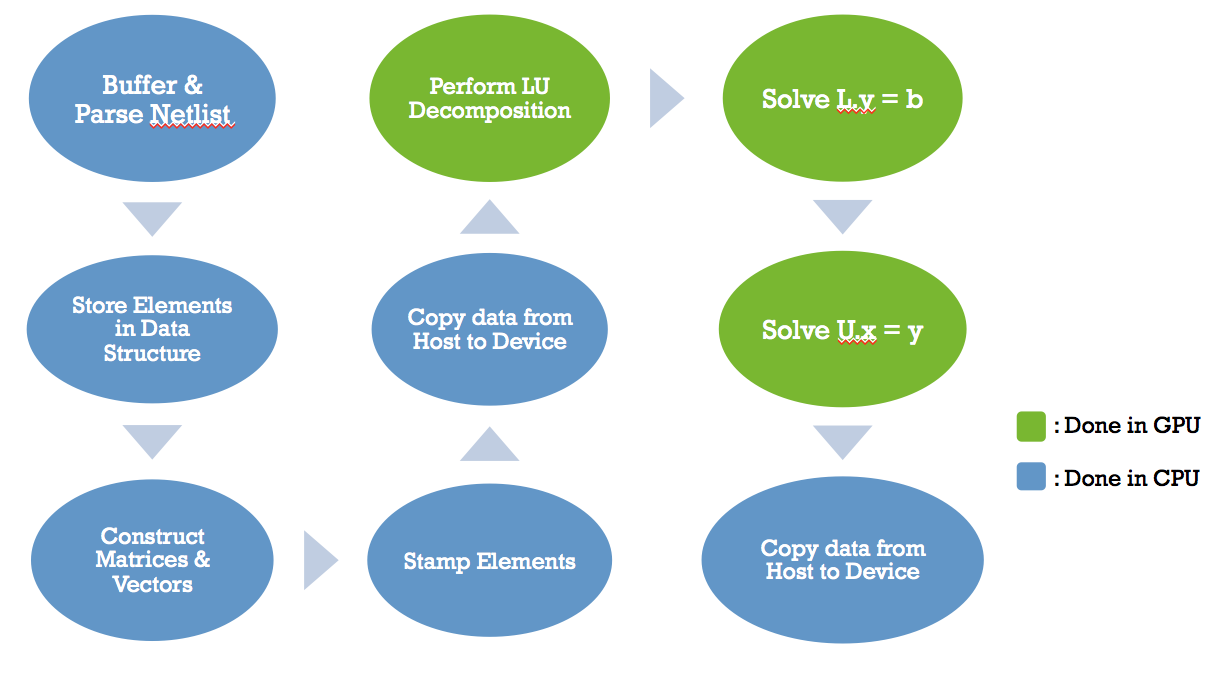 Buffer &
Parse Netlist
Store Elements
in Data
Structure
Construct
Matrices &
Vectors
Stamp Elements
Copy data from
Host to Device
Perform LU
Decomposition
Solve L.y = b
Solve U.x = y
Copy data from
Host to Device
: Done in GPU
: Done in CPU